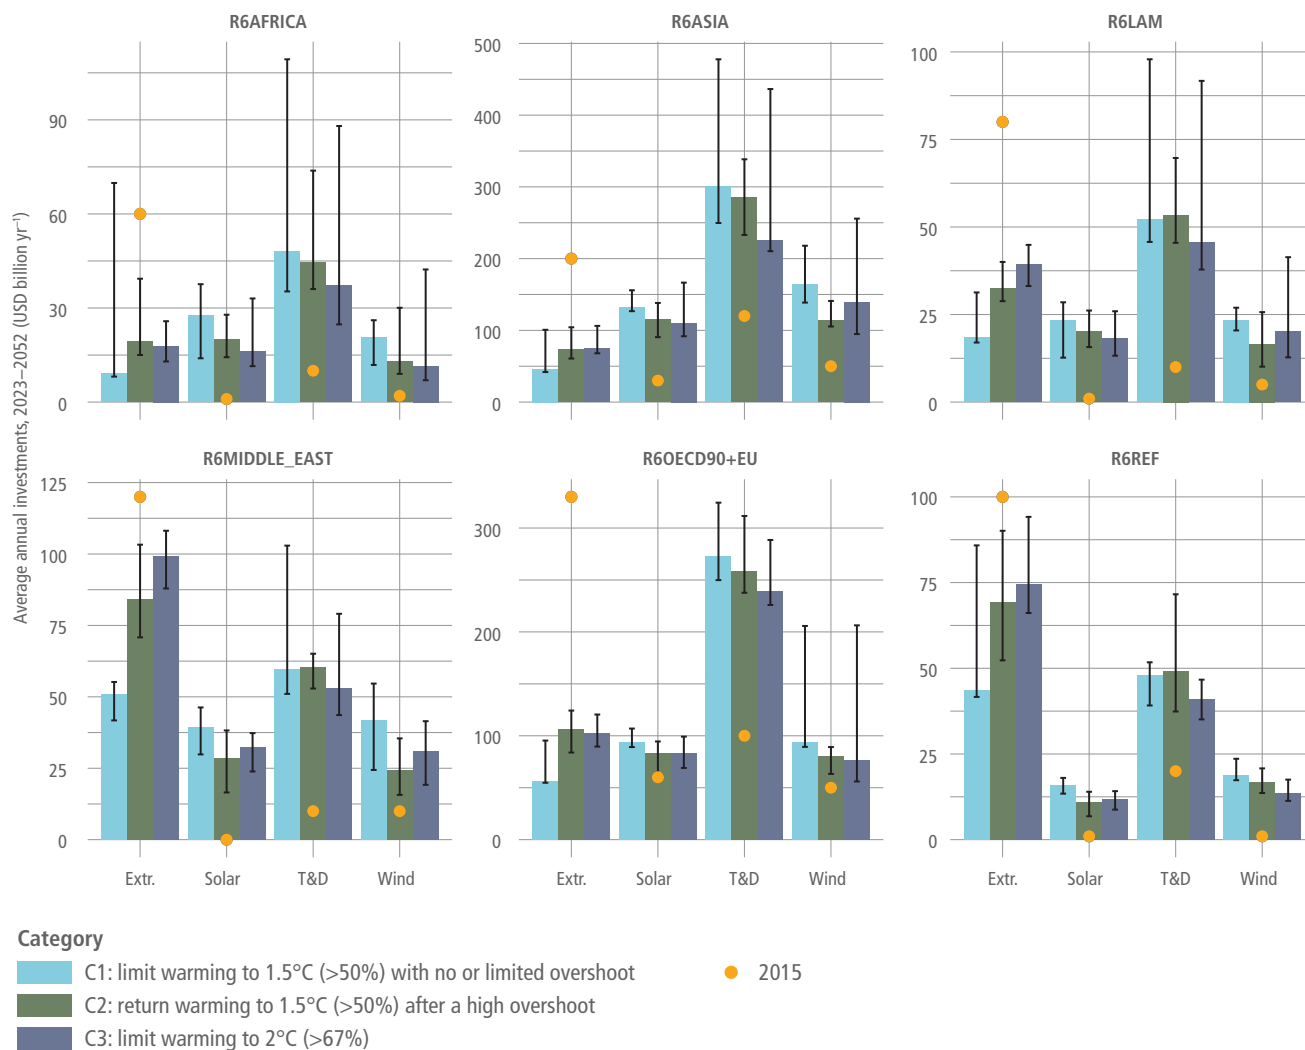 R6AFRICA
R6ASIA
R6LAM
Average annual investments, 2023–2052 (USD billion yr⁻¹)
90
60
30
0
500
400
300
200
100
0
100
75
50
25
0
R6MIDDLE_EAST
R6OECD90+EU
R6REF
125
100
75
50
25
0
300
200
100
0
100
75
50
25
0
Extr. Solar T&D Wind
Extr. Solar T&D Wind
Extr. Solar T&D Wind
Category
C1: limit warming to 1.5°C (>50%) with no or limited overshoot
2015
C2: return warming to 1.5°C (>50%) after a high overshoot
C3: limit warming to 2°C (>67%)